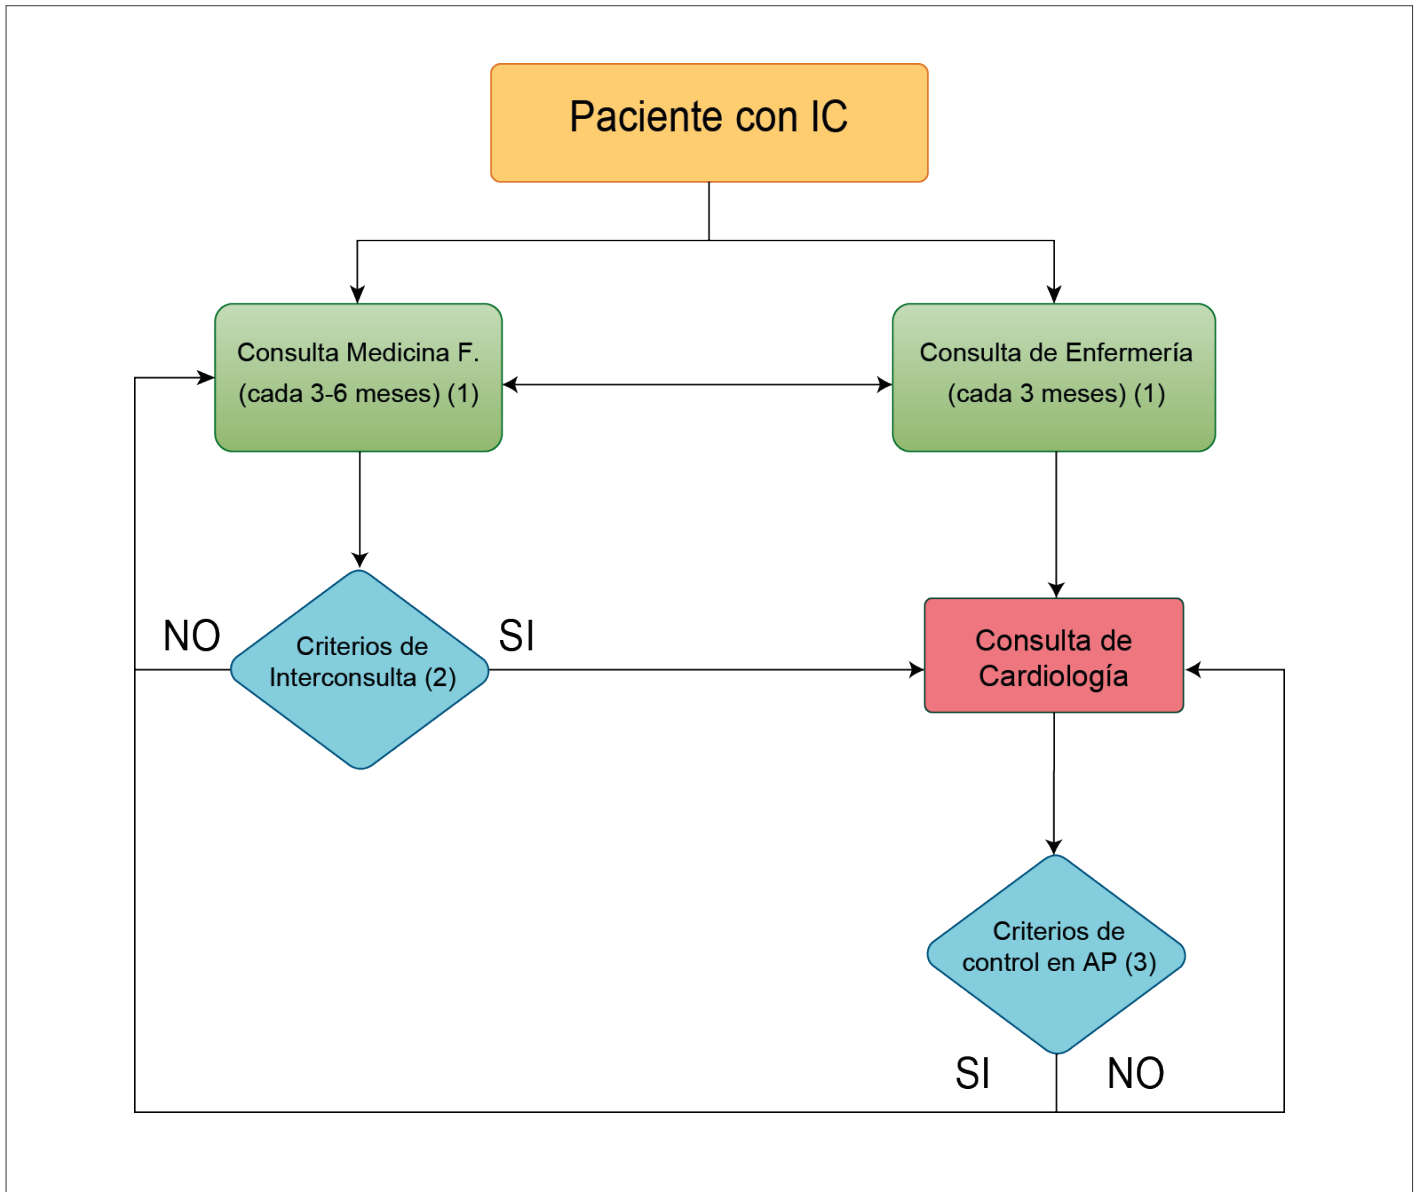 Paciente con IC
Consulta Medicina F.
(cada 3-6 meses) (1)
Consulta de Enfermería
(cada 3 meses) (1)
NO
Criterios de
Interconsulta (2)
SI
Consulta de
Cardiología
Criterios de
control en AP (3)
SI
NO